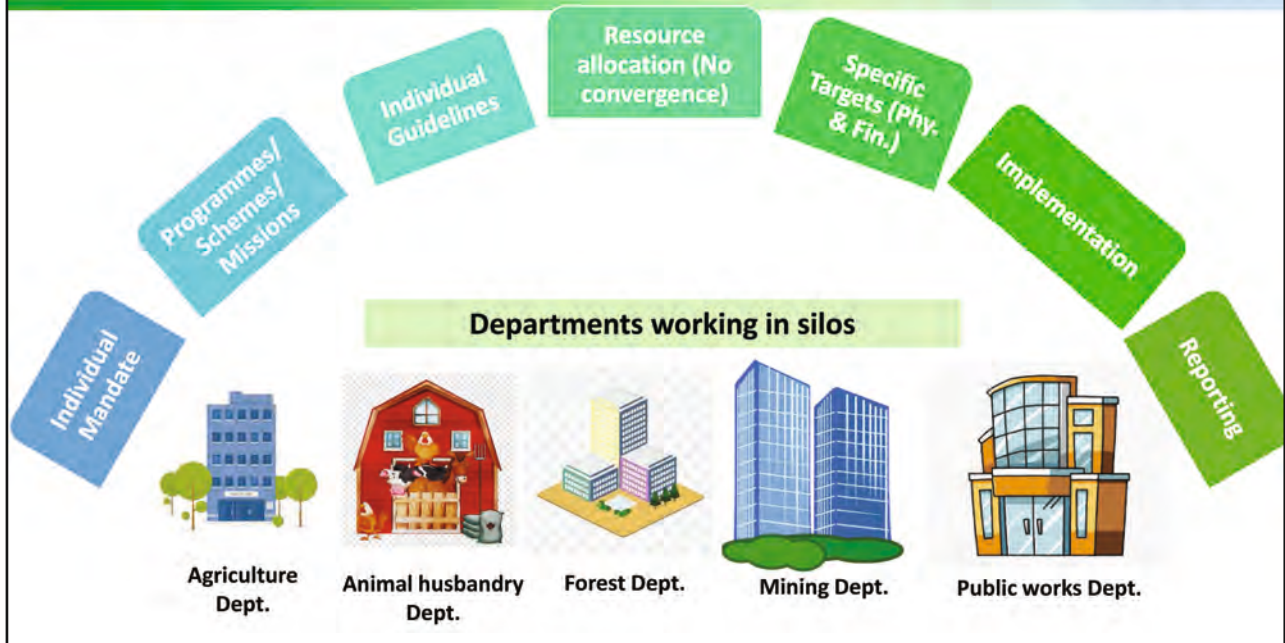 Individual
Mandate
Programmes/
Schemes/
Missions
Individual
Guidelines
Resource
allocation (No
convergence)
Specific
Targets (Phy.
& Fin.)
Implementation
Reporting
Departments working in silos
Agriculture
Dept.
Animal husbandry
Dept.
Forest Dept.
Mining Dept.
Public works Dept.